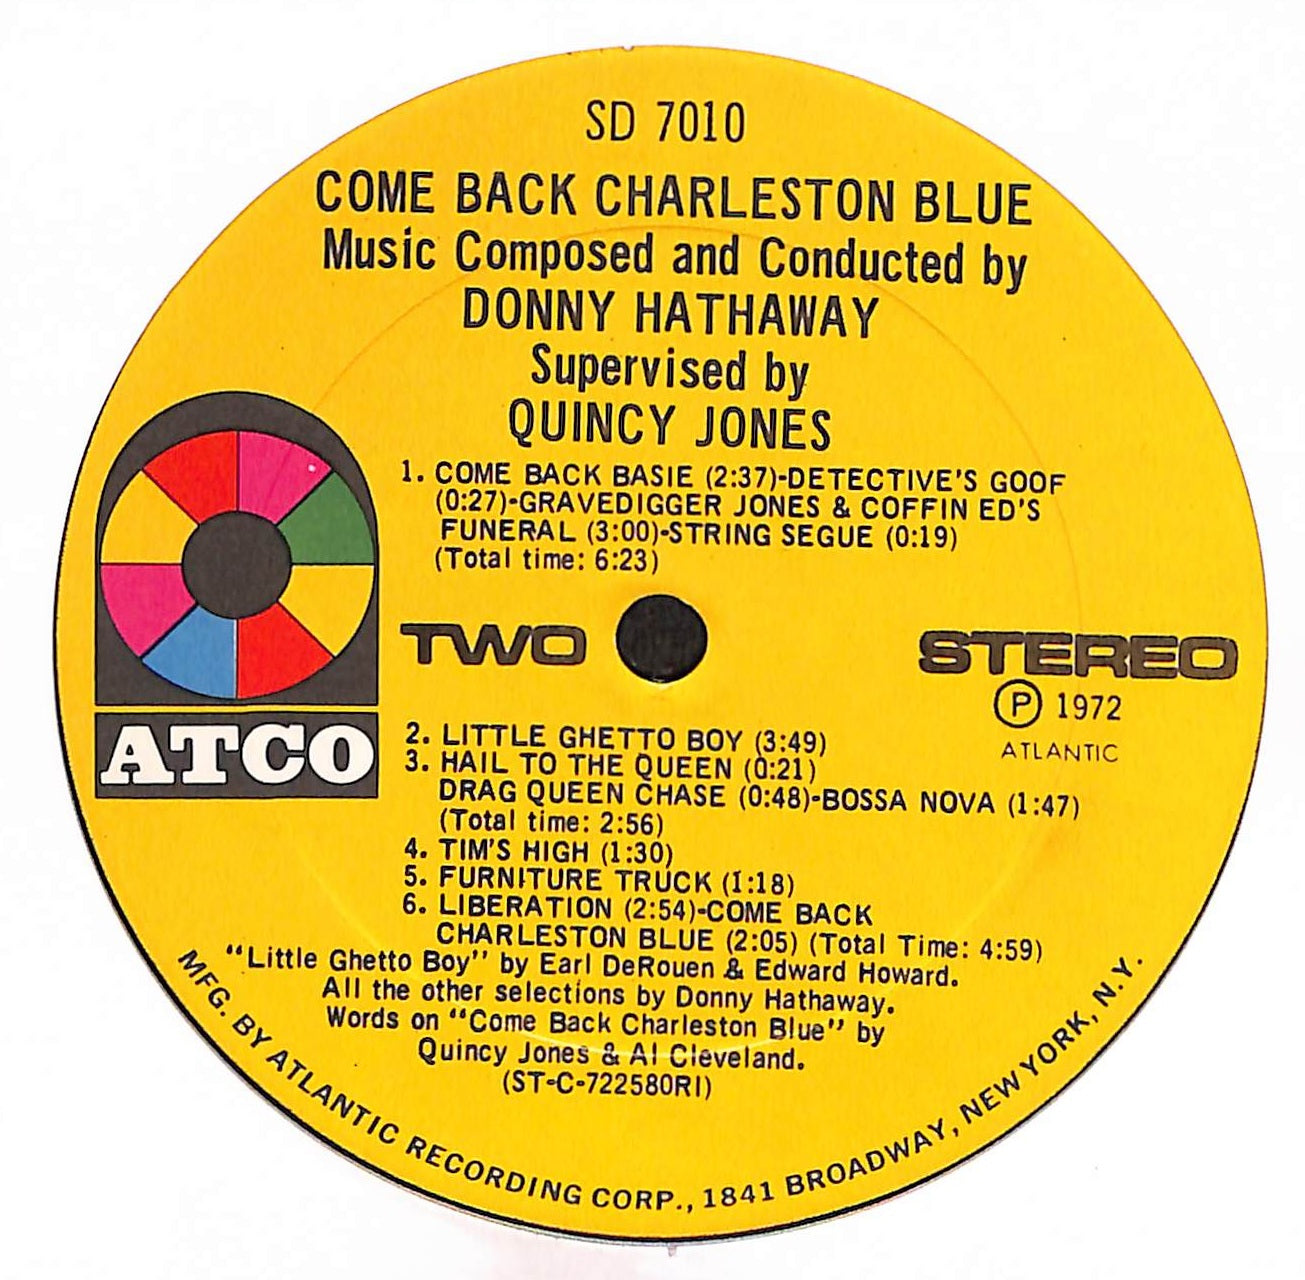 SD 7010
COME BACK CHARLESTON BLUE
Music Composed and Conducted by
DONNY HATHAWAY
Supervised by
QUINCY JONES
1. COME BACK BASIE (2:37)-DETECTIVE'S GOOF
(0:27)-GRAVEDIGGER JONES & COFFIN ED'S
FUNERAL (3:00)-STRING SEGUE (0:19)
(Total time: 6:23)
TWO
STEREO
Ⓟ 1972
ATLANTIC
ATCO
2. LITTLE GHETTO BOY (3:49)
3. HAIL TO THE QUEEN (0:21)
DRAG QUEEN CHASE (0:48)-BOSSA NOVA (1:47)
(Total time: 2:56)
4. TIM'S HIGH (1:30)
5. FURNITURE TRUCK (1:18)
6. LIBERATION (2:54)-COME BACK
CHARLESTON BLUE (2:05) (Total Time: 4:59)
"Little Ghetto Boy" by Earl DeRouen & Edward Howard.
All the other selections by Donny Hathaway.
Words on "Come Back Charleston Blue" by
Quincy Jones & Al Cleveland.
(ST-C-722580RI)
MFG. BY ATLANTIC RECORDING CORP., 1841 BROADWAY, NEW YORK, N.Y.